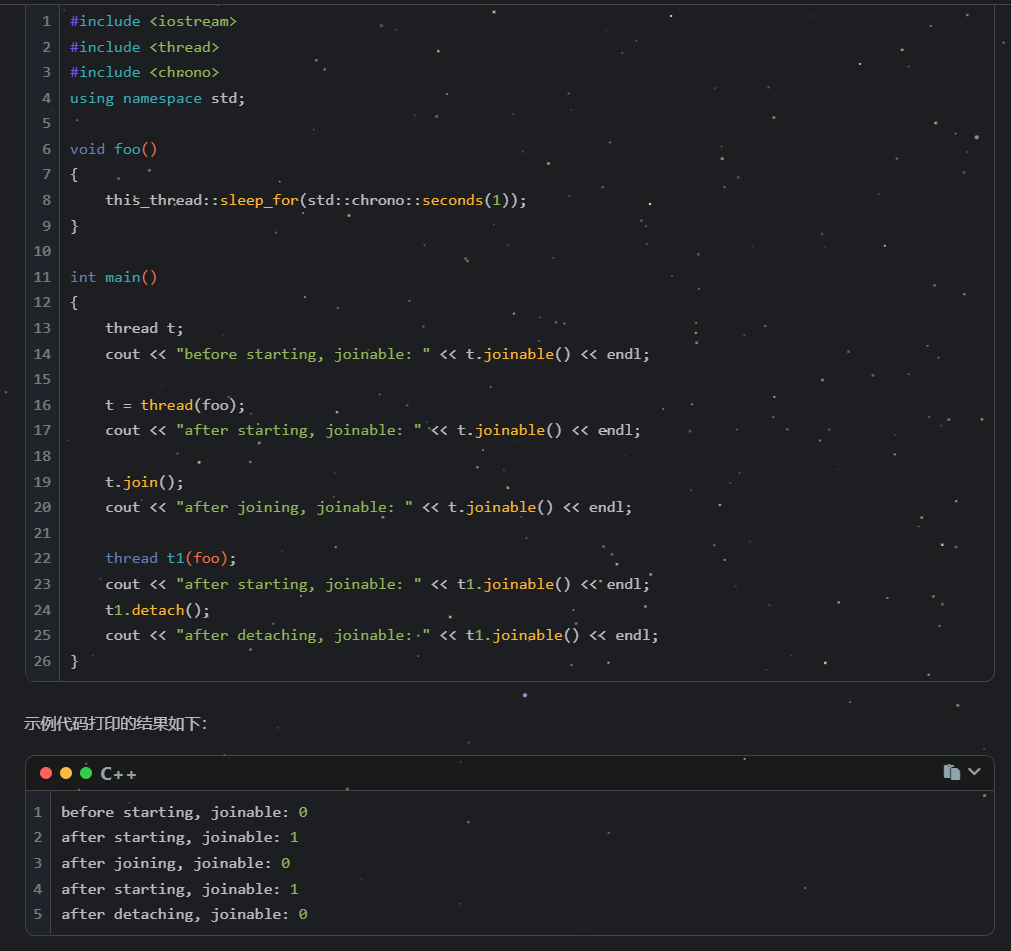 1 #include <iostream>
2 #include <thread>
3 #include <chrono>
4 using namespace std;
5
6 void foo()
7 {
8     this_thread::sleep_for(std::chrono::seconds(1));
9 }
10
11 int main()
12 {
13     thread t;
14     cout << "before starting, joinable: " << t.joinable() << endl;
15
16     t = thread(foo);
17     cout << "after starting, joinable: " << t.joinable() << endl;
18
19     t.join();
20     cout << "after joining, joinable: " << t.joinable() << endl;
21
22     thread t1(foo);
23     cout << "after starting, joinable: " << t1.joinable() << endl;
24     t1.detach();
25     cout << "after detaching, joinable: " << t1.joinable() << endl;
26 }
示例代码打印的结果如下:
C++
1 before starting, joinable: 0
2 after starting, joinable: 1
3 after joining, joinable: 0
4 after starting, joinable: 1
5 after detaching, joinable: 0